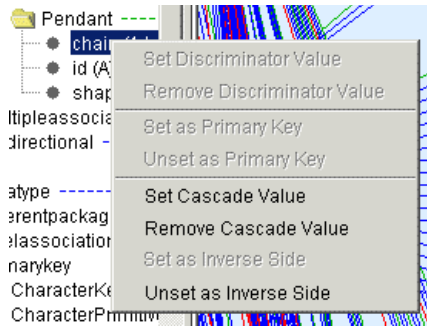 Pendant ----
chain
Set Discriminator Value
id (A)
Remove Discriminator Value
shap
ltipleassocia
Set as Primary Key
directional -
Unset as Primary Key
atype -----
Set Cascade Value
erentpackag
Remove Cascade Value
elassociation
Set as Inverse Side
narykey
CharacterKe
Unset as Inverse Side
CharacterPrimitiv